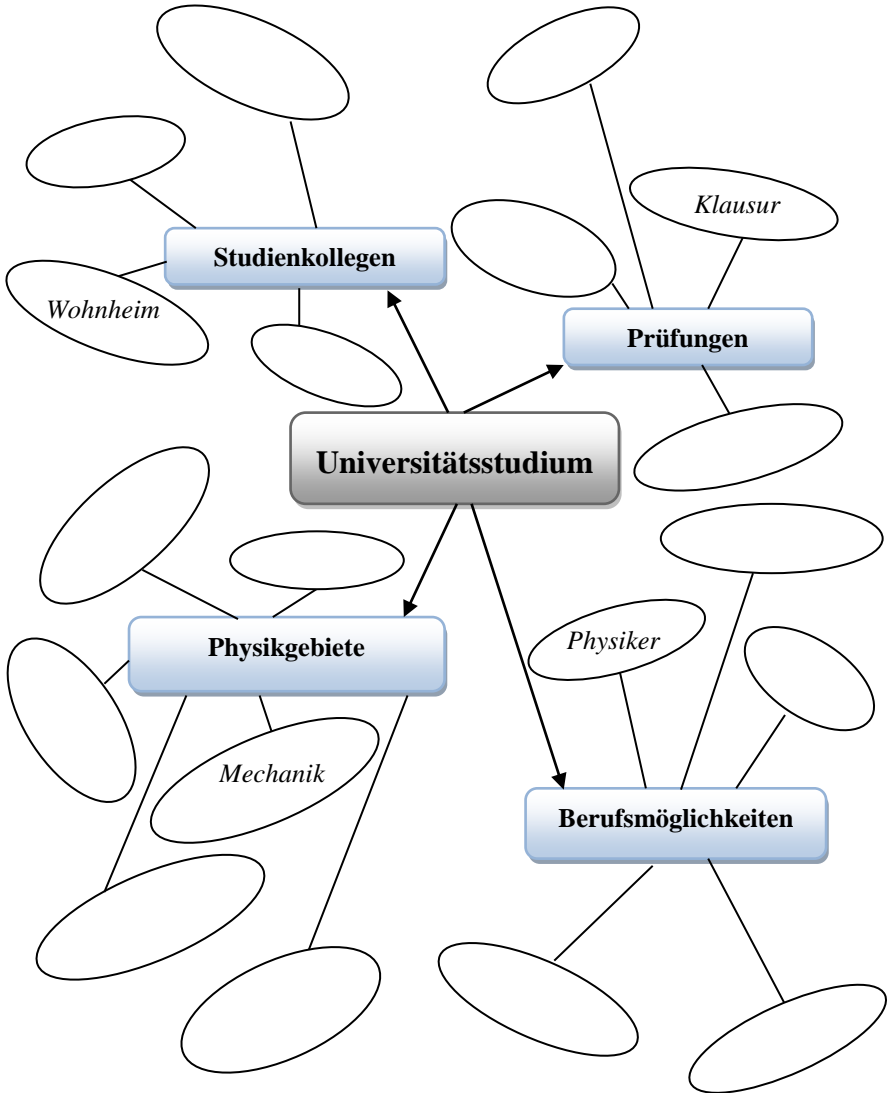 Klausur
Studienkollegen
Wohnheim
Prüfungen
Universitätsstudium
Physikgebiete
Physiker
Mechanik
Berufsmöglichkeiten